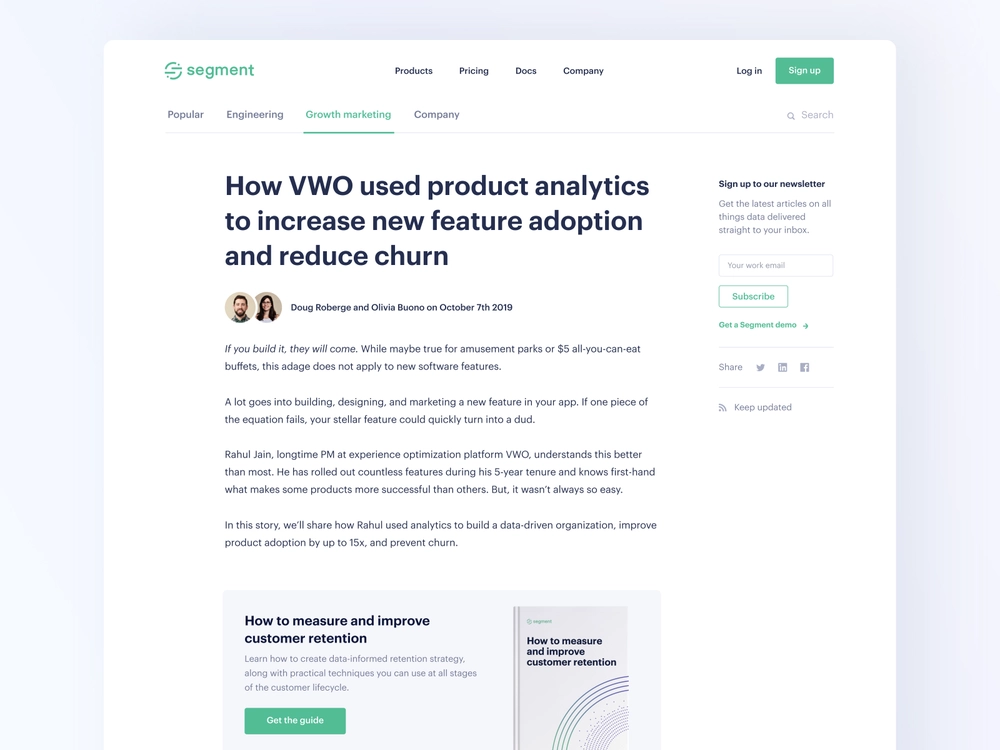 segment
Products Pricing Docs Company
Log in
Sign up
Popular Engineering Growth marketing Company
Search
How VWO used product analytics
to increase new feature adoption
and reduce churn
Doug Roberge and Olivia Buono on October 7th 2019
If you build it, they will come. While maybe true for amusement parks or $5 all-you-can-eat
buffets, this adage does not apply to new software features.
A lot goes into building, designing, and marketing a new feature in your app. If one piece of
the equation fails, your stellar feature could quickly turn into a dud.
Rahul Jain, longtime PM at experience optimization platform VWO, understands this better
than most. He has rolled out countless features during his 5-year tenure and knows first-hand
what makes some products more successful than others. But, it wasn’t always so easy.
In this story, we’ll share how Rahul used analytics to build a data-driven organization, improve
product adoption by up to 15x, and prevent churn.
Sign up to our newsletter
Get the latest articles on all
things data delivered
straight to your inbox.
Your work email
Subscribe
Get a Segment demo
Share
Keep updated
How to measure and improve
customer retention
Learn how to create data-informed retention strategy,
along with practical techniques you can use at all stages
of the customer lifecycle.
Get the guide
segment
How to measure
and improve
customer retention